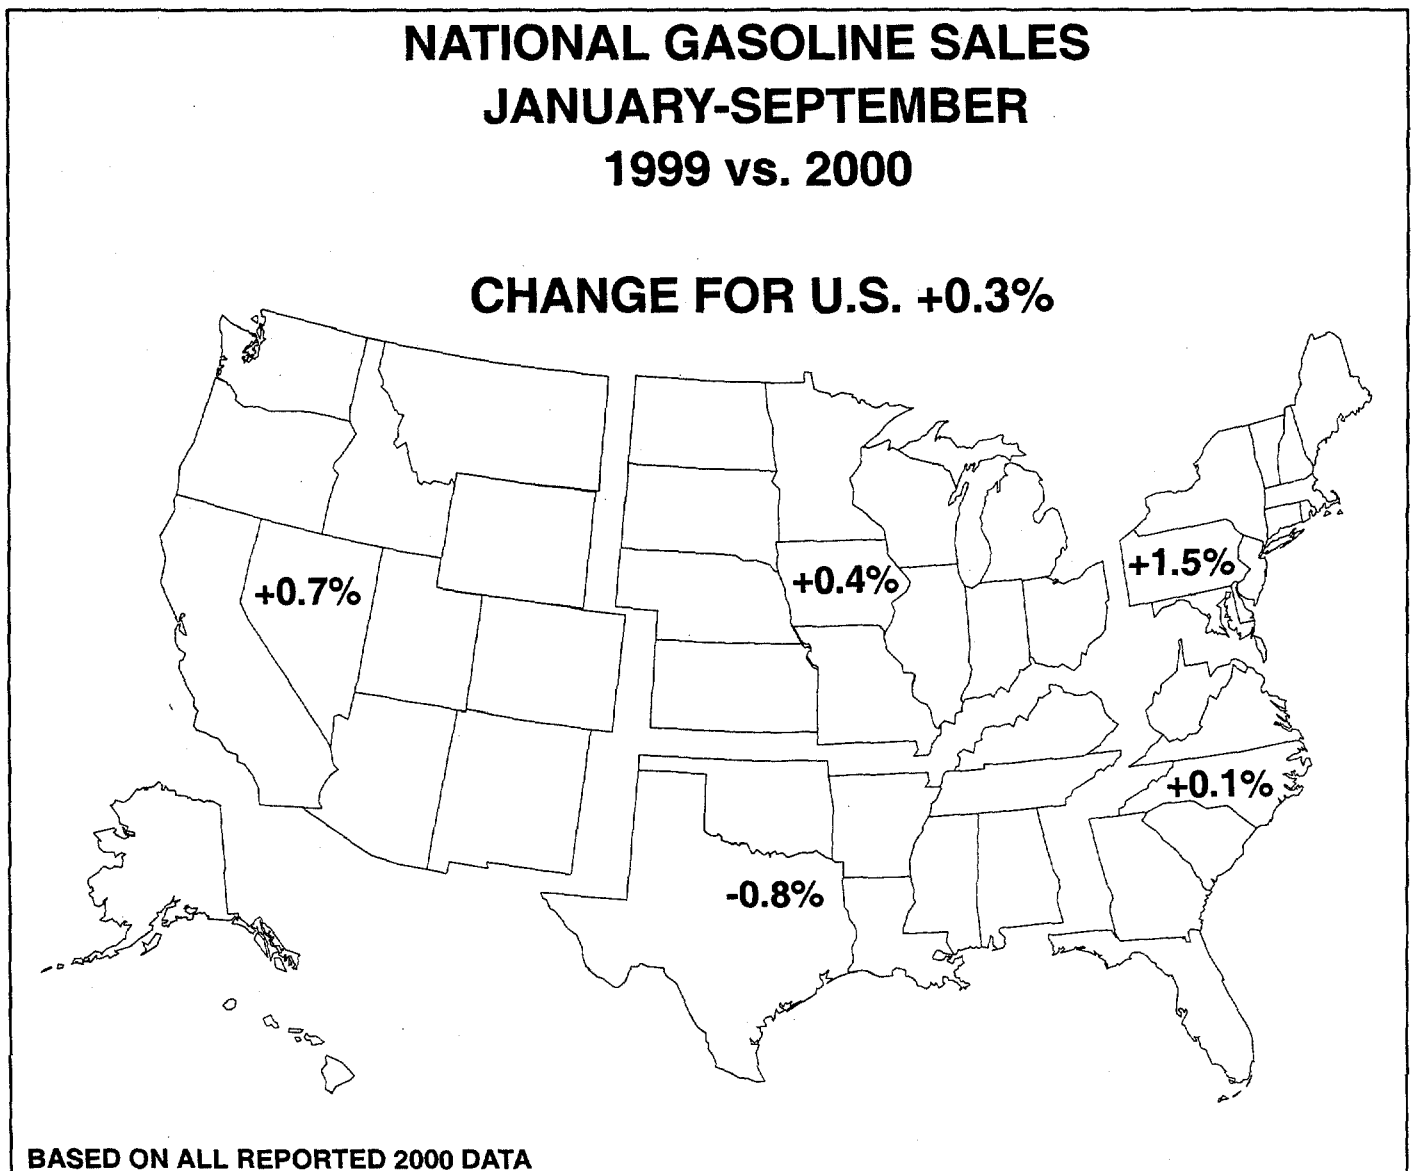 NATIONAL GASOLINE SALES
JANUARY-SEPTEMBER
1999 vs. 2000
CHANGE FOR U.S. +0.3%
+0.7%
+0.4%
+1.5%
+0.1%
-0.8%
BASED ON ALL REPORTED 2000 DATA